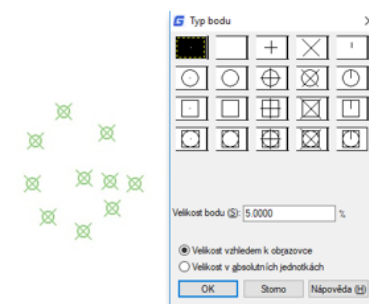 Typ bodu
Velikost bodu (S): 5.0000 %
Velikost vzhledem k obrazovce
Velikost v absolutních jednotkách
OK Storno Nápověda (H)